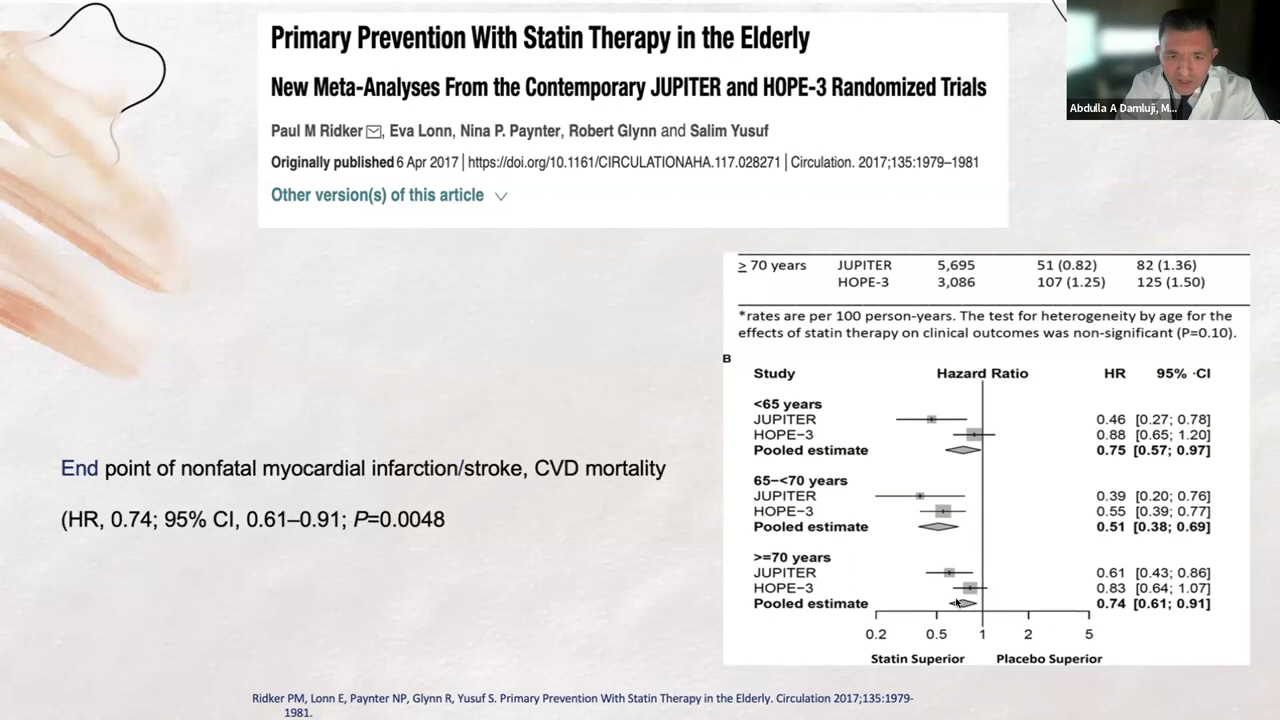 Primary Prevention With Statin Therapy in the Elderly
New Meta-Analyses From the Contemporary JUPITER and HOPE-3 Randomized Trials
Paul M Ridker, Eva Lonn, Nina P. Paynter, Robert Glynn and Salim Yusuf
Originally published 6 Apr 2017 | https://doi.org/10.1161/CIRCULATIONAHA.117.028271 | Circulation. 2017;135:1979–1981
Other version(s) of this article
Abdulla A Damluji, M...
≥ 70 years JUPITER 5,695 51 (0.82) 82 (1.36)
HOPE-3 3,086 107 (1.25) 125 (1.50)
*rates are per 100 person-years. The test for heterogeneity by age for the
effects of statin therapy on clinical outcomes was non-significant (P=0.10).
B
Study Hazard Ratio HR 95% -CI
<65 years
JUPITER 0.46 [0.27; 0.78]
HOPE−3 0.88 [0.65; 1.20]
Pooled estimate 0.75 [0.57; 0.97]
65−<70 years
JUPITER 0.39 [0.20; 0.76]
HOPE−3 0.55 [0.39; 0.77]
Pooled estimate 0.51 [0.38; 0.69]
>=70 years
JUPITER 0.61 [0.43; 0.86]
HOPE−3 0.83 [0.64; 1.07]
Pooled estimate 0.74 [0.61; 0.91]
0.2 0.5 1 2 5
Statin Superior Placebo Superior
End point of nonfatal myocardial infarction/stroke, CVD mortality
(HR, 0.74; 95% CI, 0.61–0.91; P=0.0048
Ridker PM, Lonn E, Paynter NP, Glynn R, Yusuf S. Primary Prevention With Statin Therapy in the Elderly. Circulation 2017;135:1979-
1981.